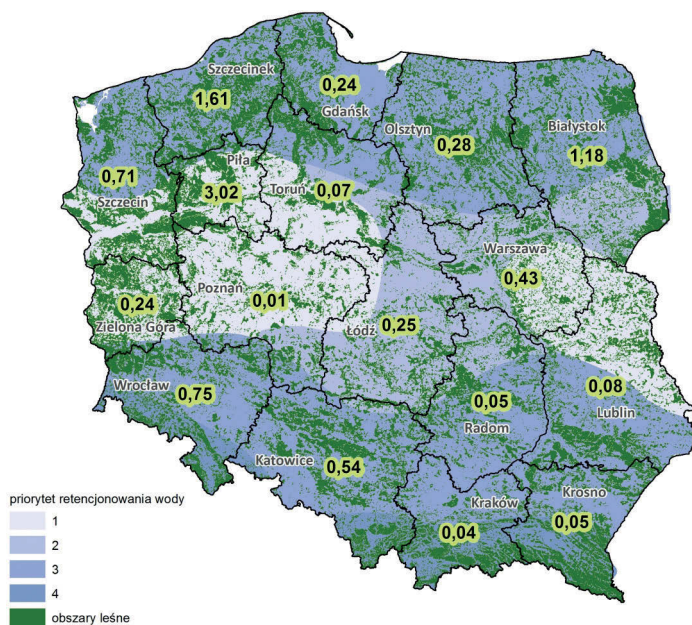 Szczecinek
1,61
0,24
Gdańsk
Olsztyn
0,28
Białystok
1,18
0,71
Szczecin
Piła
3,02
Toruń
0,07
Warszawa
0,43
Poznań
0,01
0,24
Zielona Góra
Łódź
0,25
Wrocław
0,75
0,05
Radom
0,08
Lublin
Katowice
0,54
Kraków
0,04
Krosno
0,05
priorytet retencjonowania wody
1
2
3
4
obszary leśne